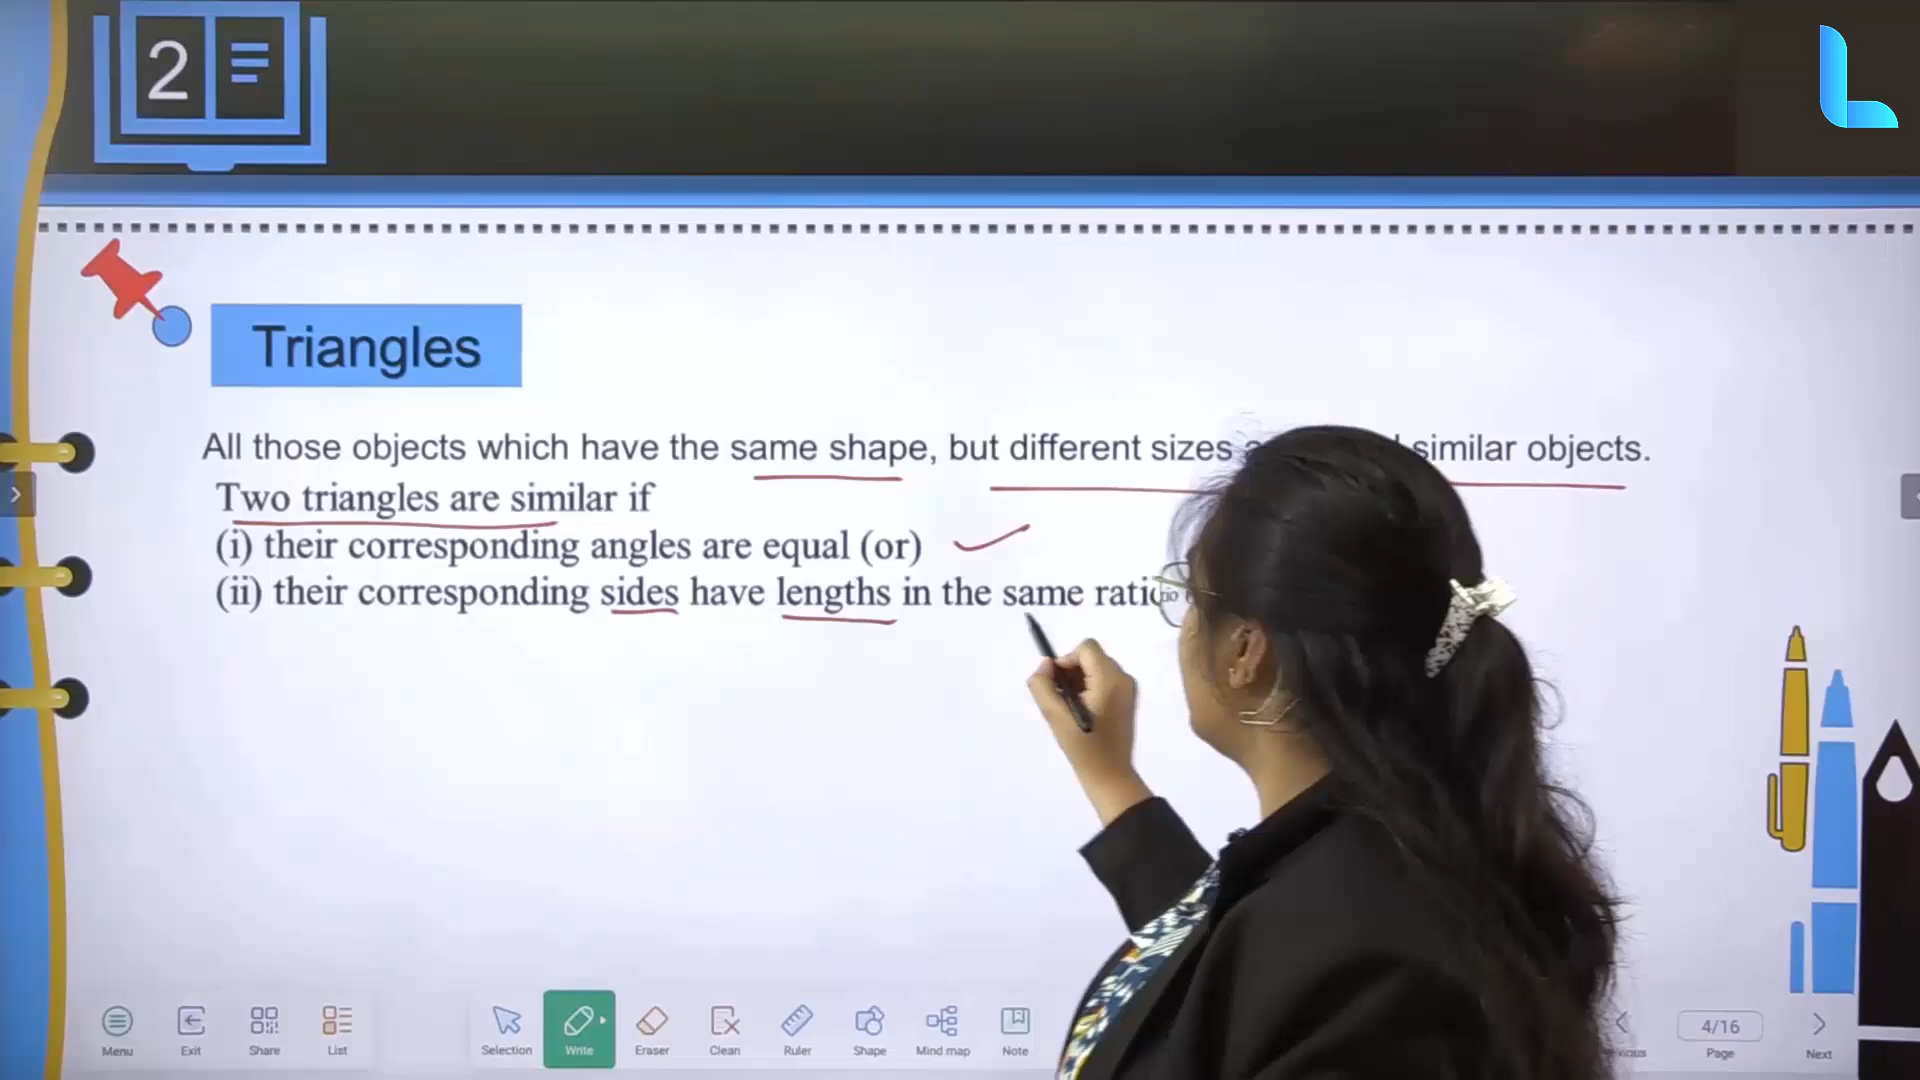 2
Triangles
All those objects which have the same shape, but different sizes similar objects.
Two triangles are similar if
(i) their corresponding angles are equal (or)
(ii) their corresponding sides have lengths in the same
Menu
Exit
Share
List
Selection
Write
Eraser
Clean
Ruler
Shape
Mind map
Note
4/16
Page
Next